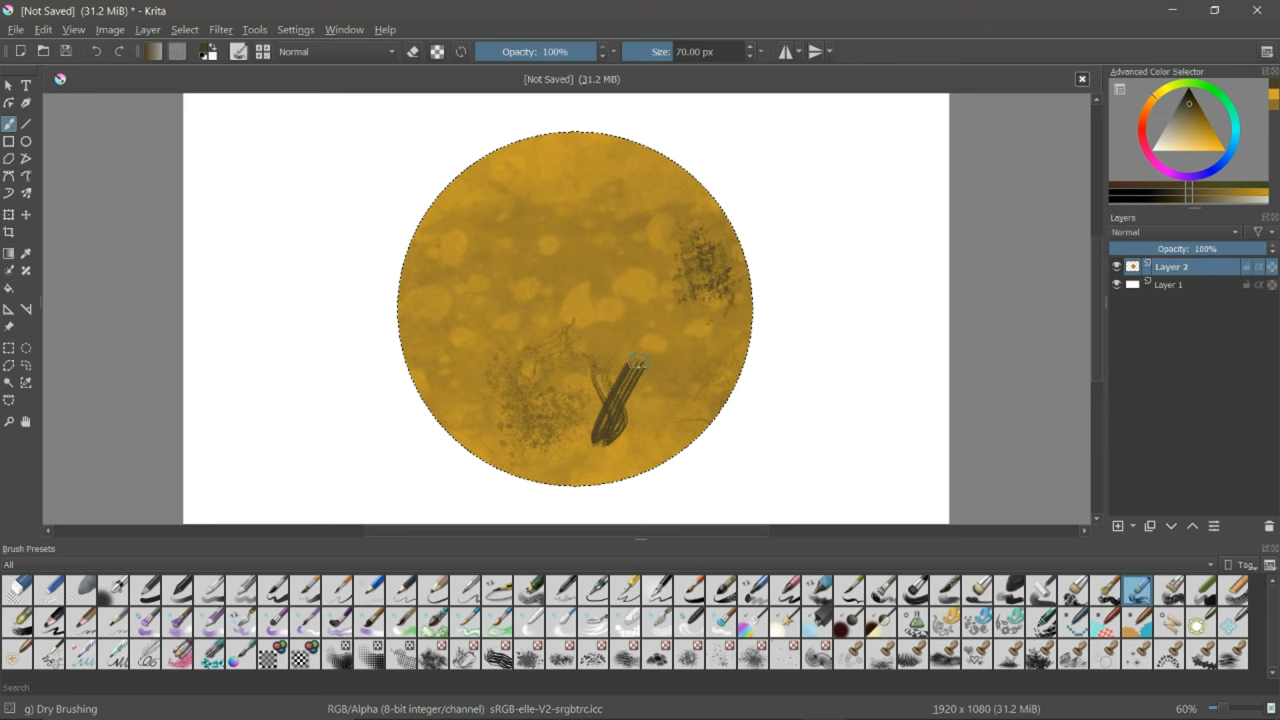 [Not Saved] (31.2 MiB) * - Krita
File Edit View Image Layer Select Filter Tools Settings Window Help
Normal Opacity: 100% Size: 70.00 px
[Not Saved] (31.2 MiB)
Advanced Color Selector
Layers
Normal
Opacity: 100%
Layer 2
Layer 1
Brush Presets
All Tag
Search
g) Dry Brushing RGB/Alpha (8-bit integer/channel) sRGB-elle-V2-srgbtrc.icc 1920 x 1080 (31.2 MiB) 60%